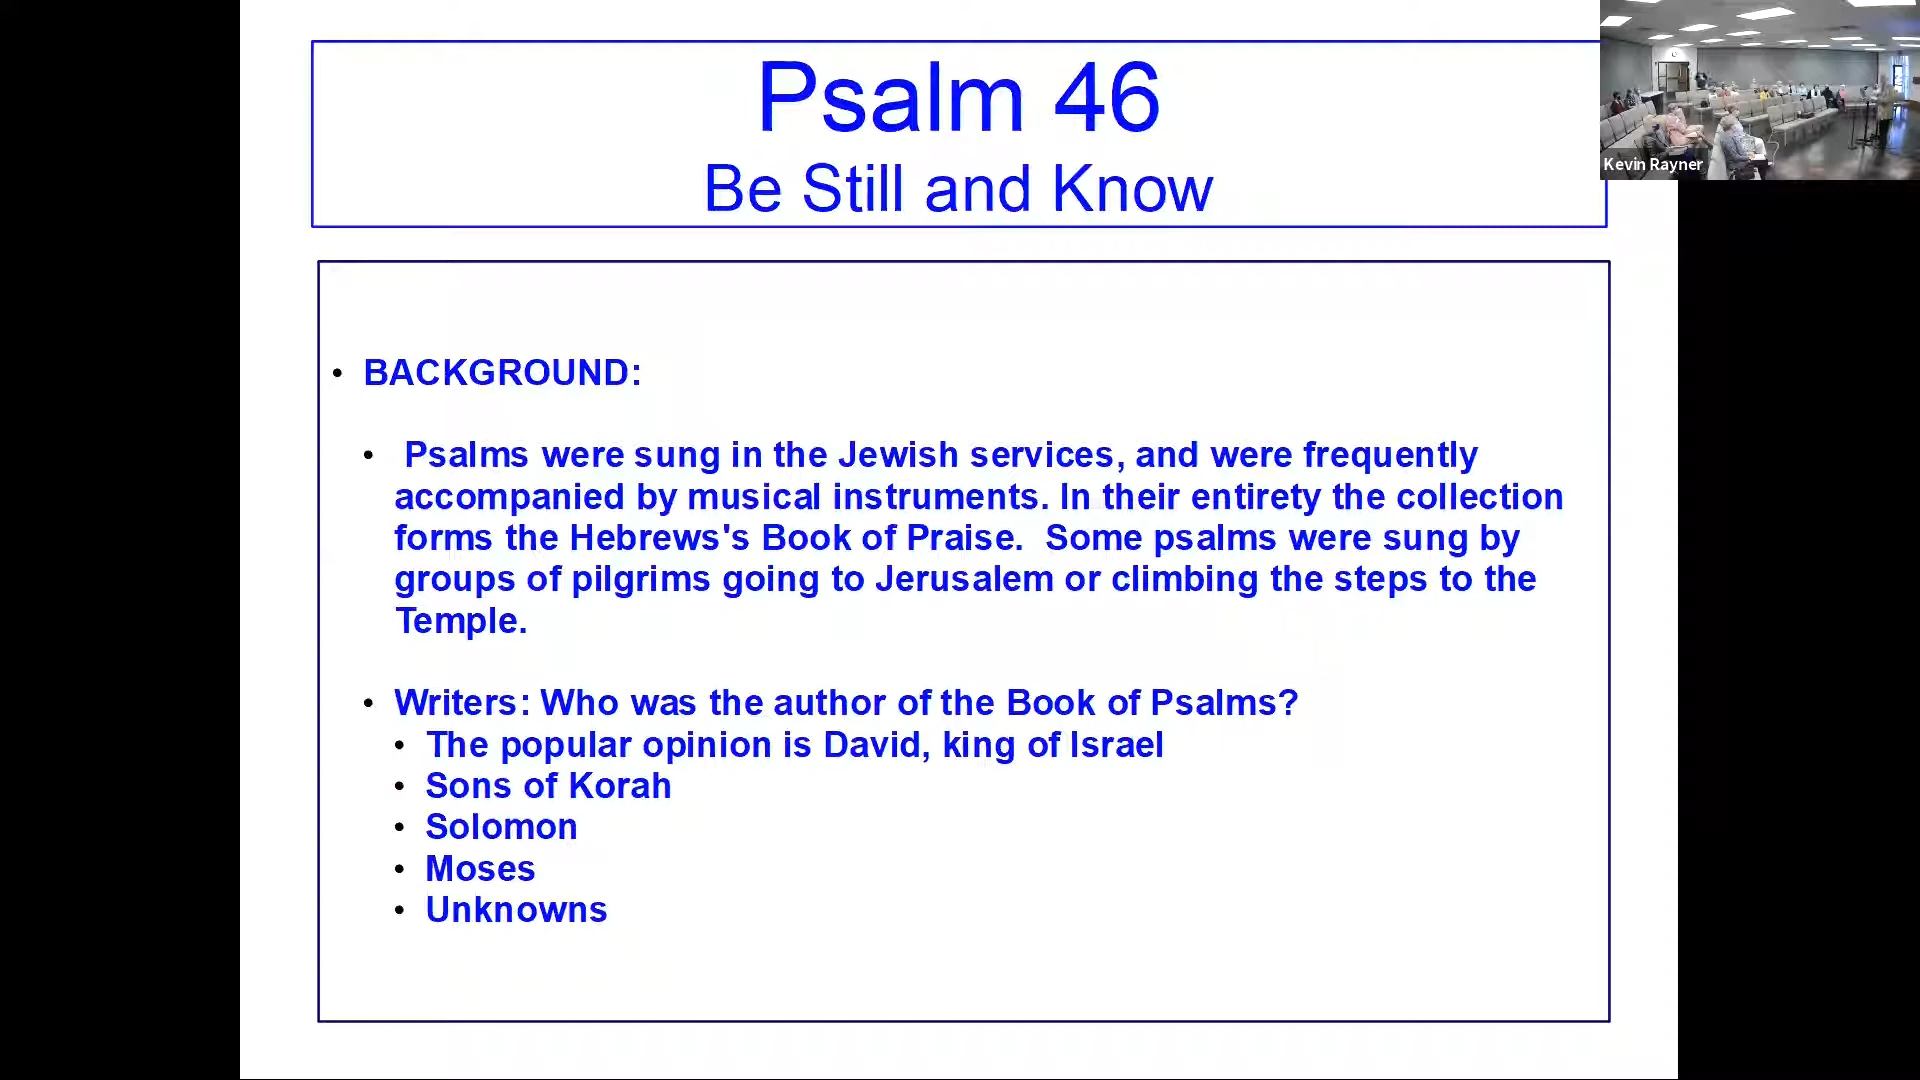 Psalm 46
Be Still and Know
Kevin Rayner
• BACKGROUND:
• Psalms were sung in the Jewish services, and were frequently
accompanied by musical instruments. In their entirety the collection
forms the Hebrews's Book of Praise.  Some psalms were sung by
groups of pilgrims going to Jerusalem or climbing the steps to the
Temple.
• Writers: Who was the author of the Book of Psalms?
• The popular opinion is David, king of Israel
• Sons of Korah
• Solomon
• Moses
• Unknowns